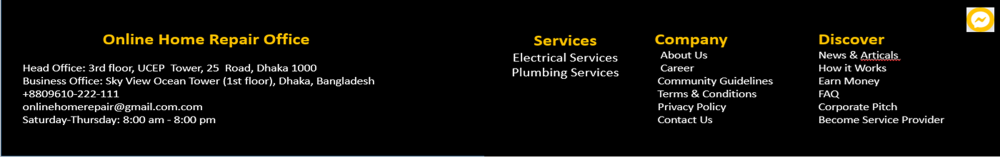 Online Home Repair Office
Head Office: 3rd floor, UCEP Tower, 25 Road, Dhaka 1000
Business Office: Sky View Ocean Tower (1st floor), Dhaka, Bangladesh
+8809610-222-111
onlinehomerepair@gmail.com.com
Saturday-Thursday: 8:00 am - 8:00 pm
Services
Electrical Services
Plumbing Services
Company
About Us
Career
Community Guidelines
Terms & Conditions
Privacy Policy
Contact Us
Discover
News & Articals
How it Works
Earn Money
FAQ
Corporate Pitch
Become Service Provider